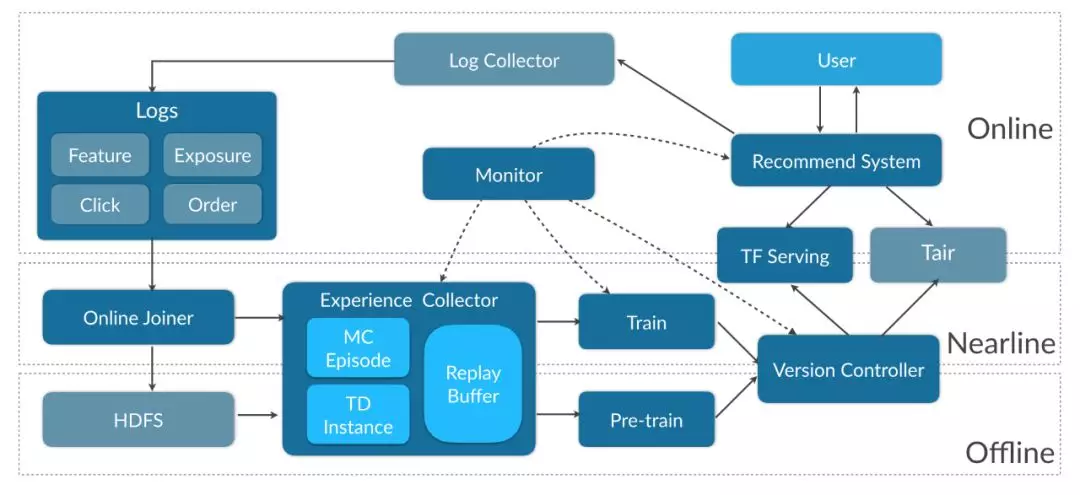 Log Collector
User
Logs
Feature
Exposure
Click
Order
Online
Monitor
Recommend System
TF Serving
Tair
Online Joiner
Experience Collector
MC
Episode
TD
Instance
Replay
Buffer
Train
Nearline
Version Controller
HDFS
Pre-train
Offline